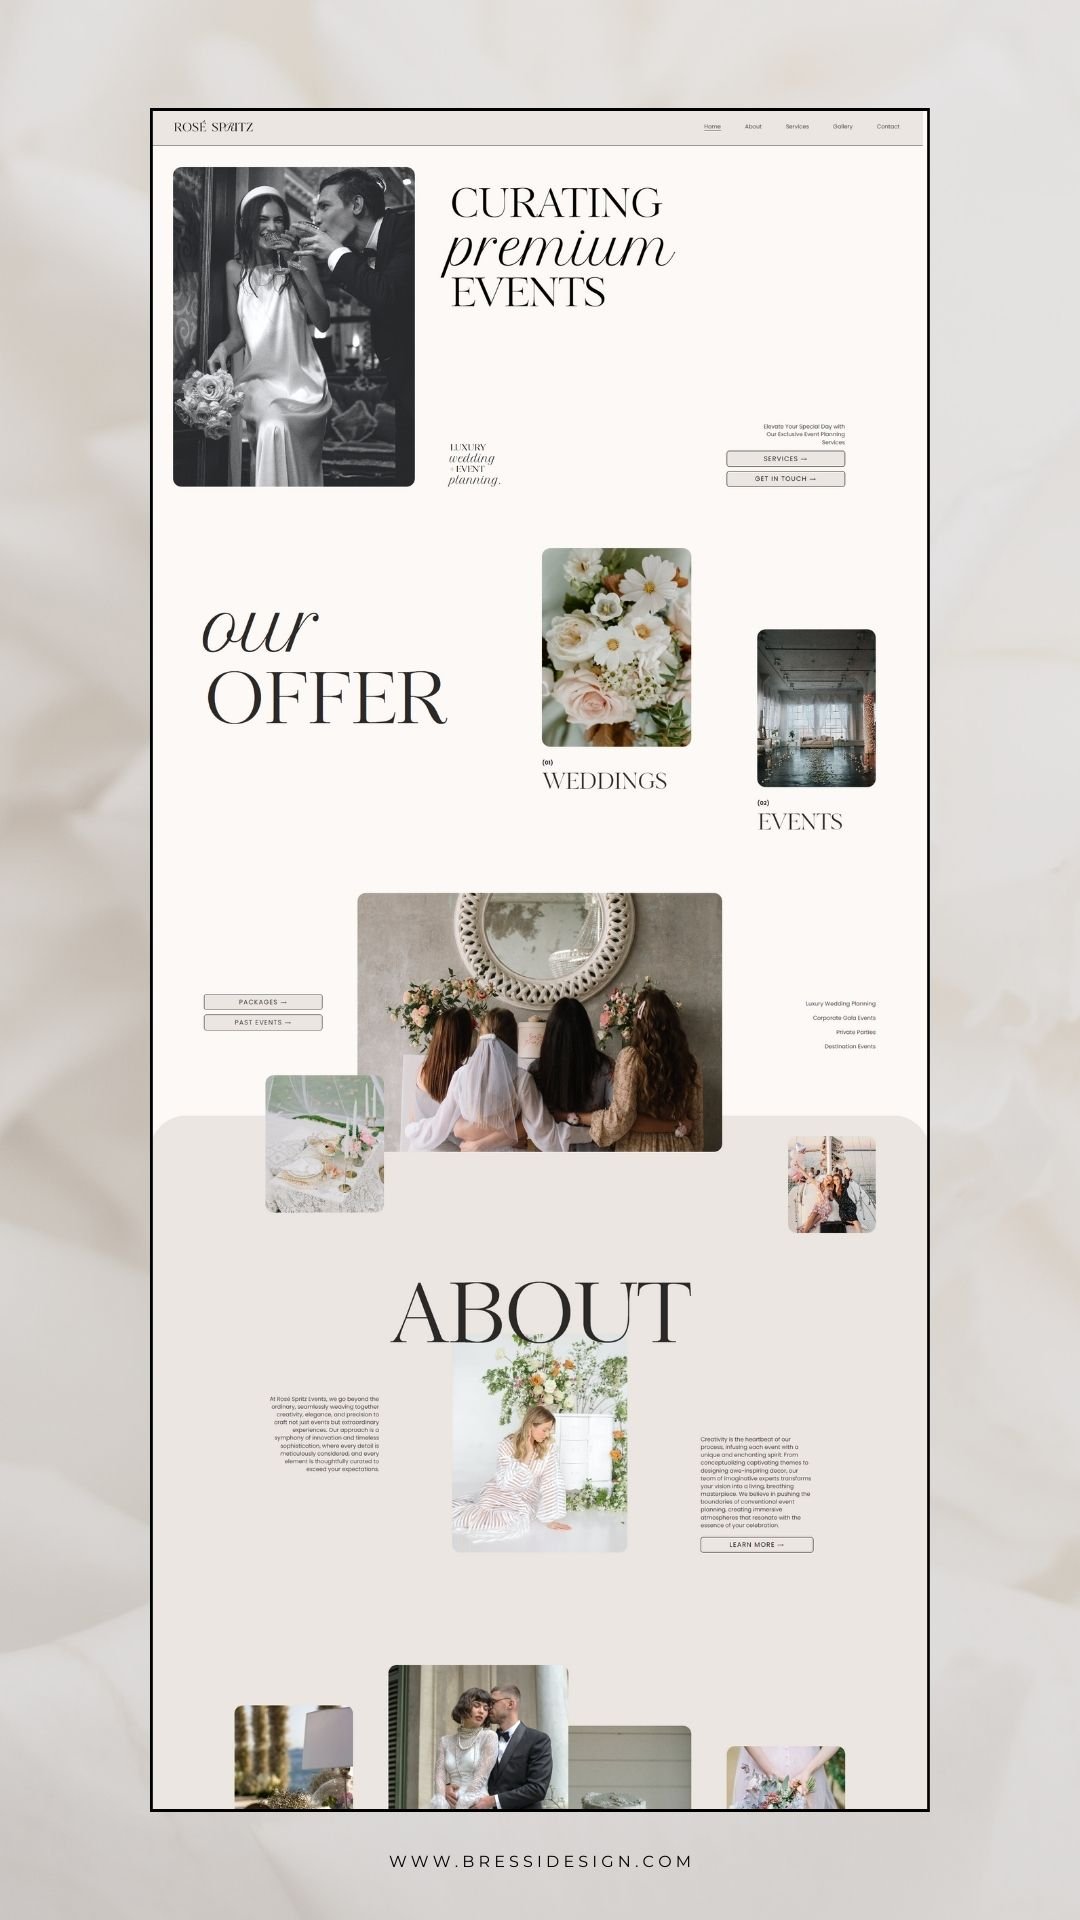 ROSÉ SPRITZ
Home About Services Gallery Contact
CURATING
premium
EVENTS
LUXURY
wedding
+ EVENT
planning.
Elevate Your Special Day with
Our Exclusive Event Planning
Services
SERVICES →
GET IN TOUCH →
our
OFFER
(01)
WEDDINGS
(02)
EVENTS
PACKAGES →
PAST EVENTS →
Luxury Wedding Planning
Corporate Gala Events
Private Parties
Destination Events
ABOUT
At Rosé Spritz Events, we go beyond the
ordinary, seamlessly weaving together
creativity, elegance, and precision to
craft not just events but extraordinary
experiences. Our approach is a
symphony of innovation and timeless
sophistication, where every detail is
meticulously considered, and every
element is thoughtfully curated to
exceed your expectations.
Creativity is the heartbeat of our
process, infusing each event with a
unique and enchanting spirit. From
conceptualizing captivating themes to
designing awe-inspiring decor, our
team of imaginative experts transforms
your vision into a living, breathing
masterpiece. We believe in pushing the
boundaries of conventional event
planning, creating immersive
atmospheres that resonate with the
essence of your celebration.
LEARN MORE →
WWW.BRESSIDESIGN.COM